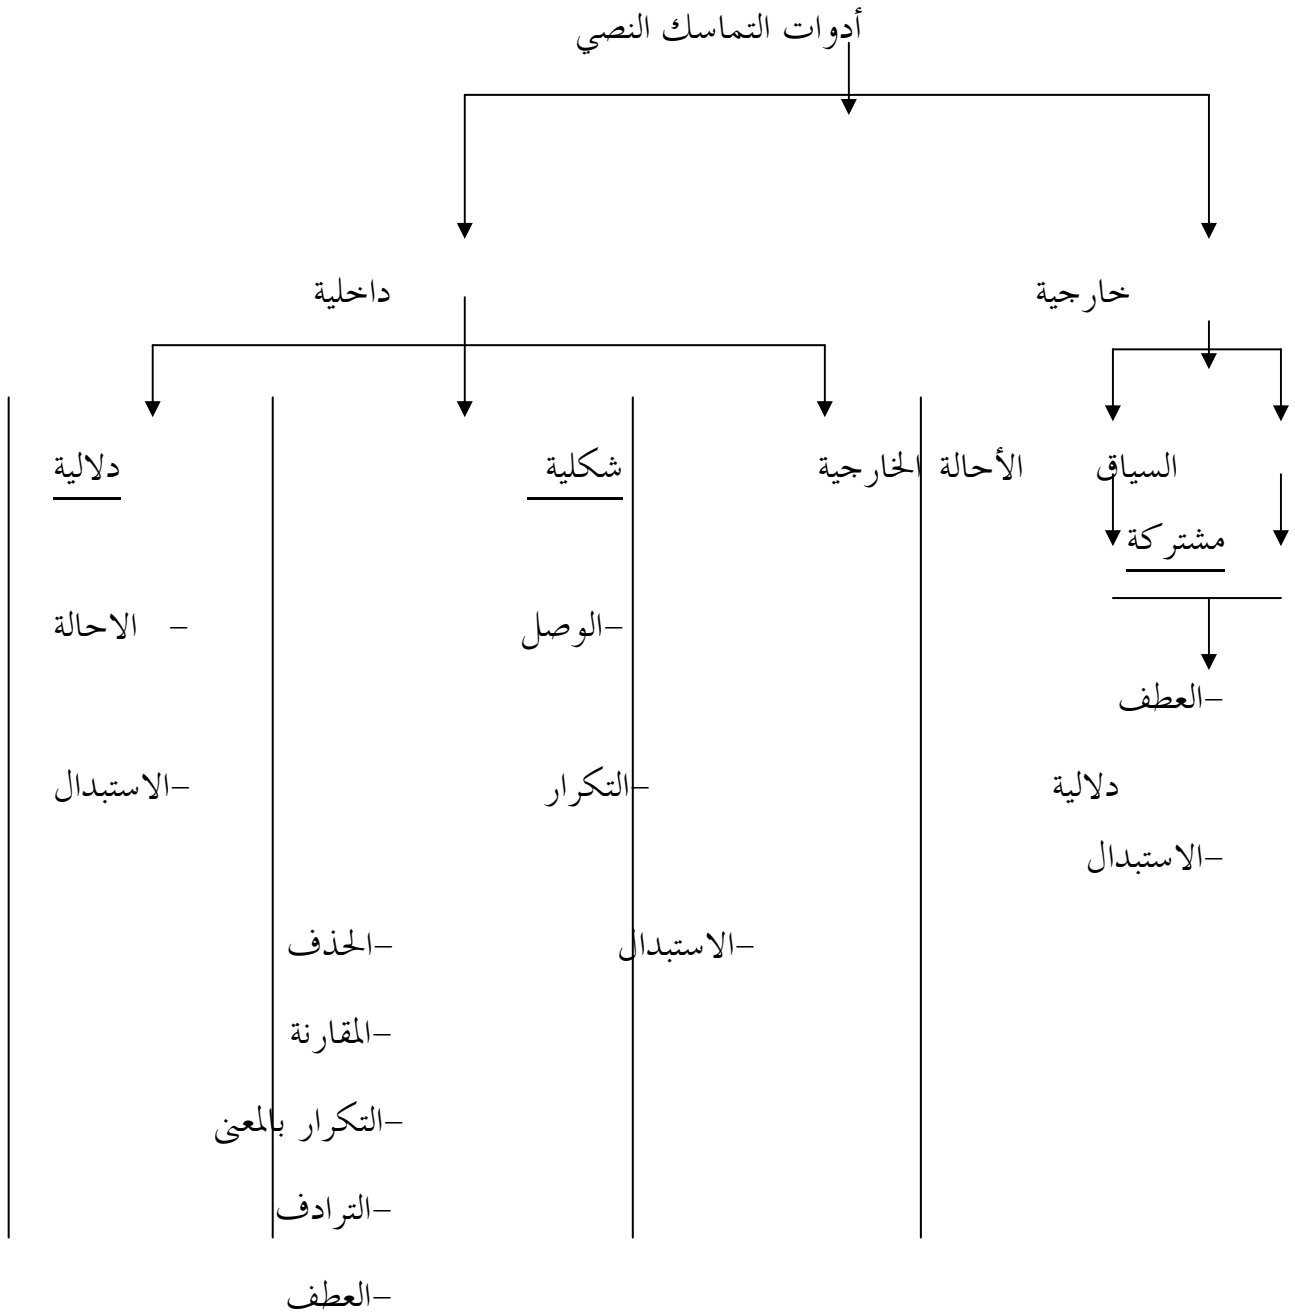 أدوات التماسك النصي
خارجية داخلية
السياق الأحالة الخارجية شكلية دلالية
مشتركة
–الوصل – الاحالة
–العطف
دلالية –التكرار –الاستبدال
–الاستبدال
–الاستبدال –الحذف
–المقارنة
–التكرار بالمعنى
–الترادف
–العطف